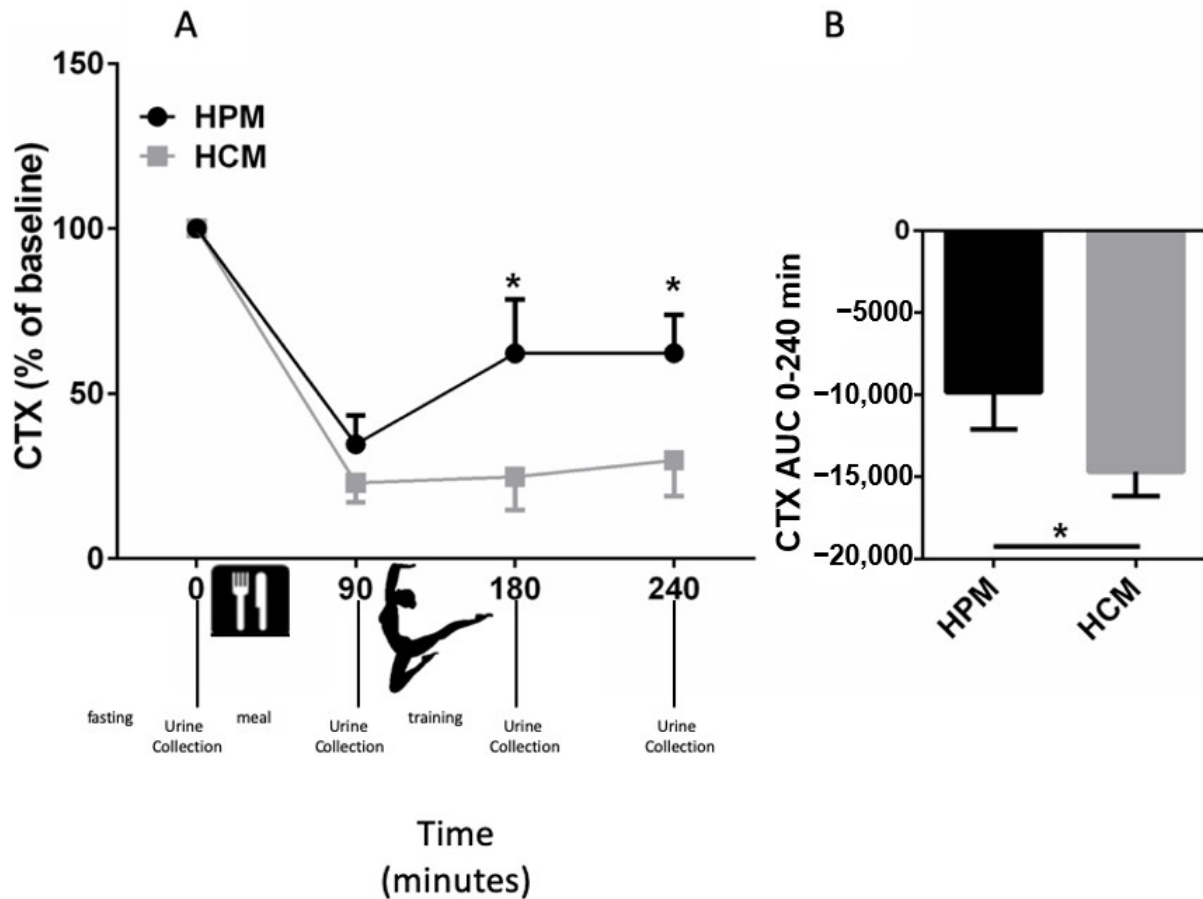 A
B
150
100
50
0
CTX (% of baseline)
HPM
HCM
*
*
0
90
180
240
fasting
Urine
Collection
meal
Urine
Collection
training
Urine
Collection
Urine
Collection
Time
(minutes)
CTX AUC 0-240 min
0
−5000
−10,000
−15,000
−20,000
*
HPM
HCM